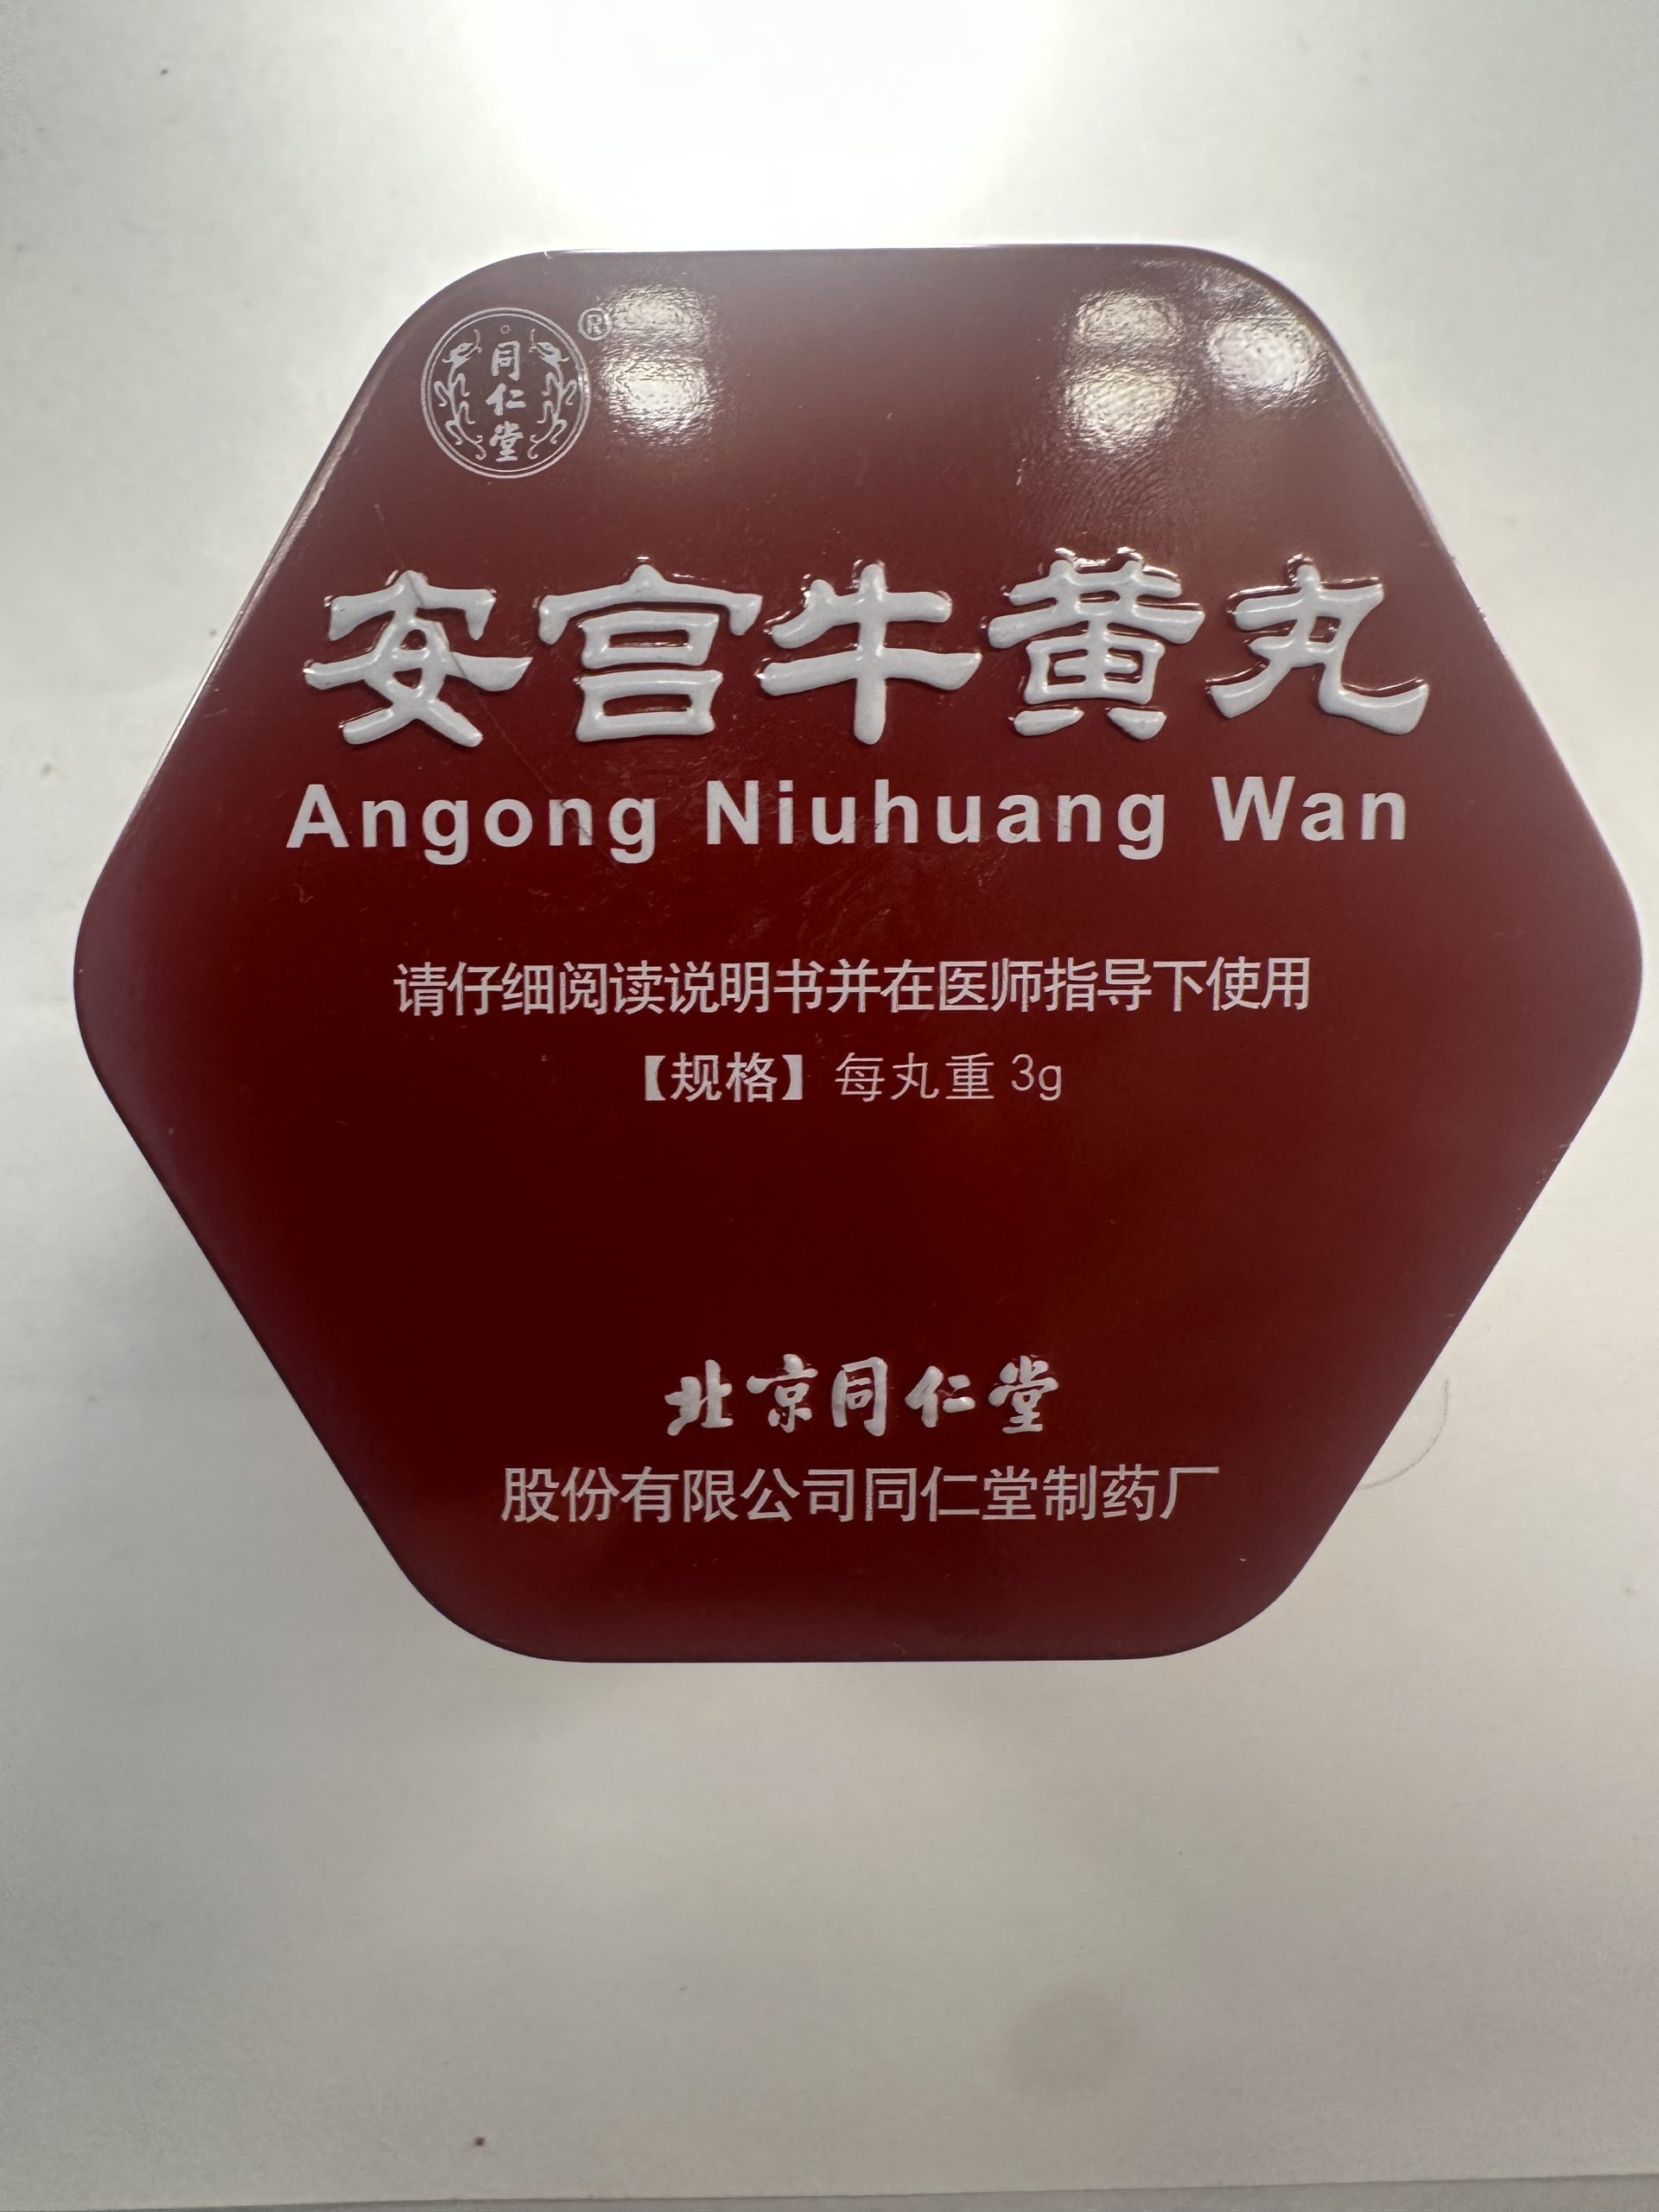 同仁堂
®
安宫牛黄丸
Angong Niuhuang Wan
请仔细阅读说明书并在医师指导下使用
【规格】每丸重3g
北京同仁堂
股份有限公司同仁堂制药厂